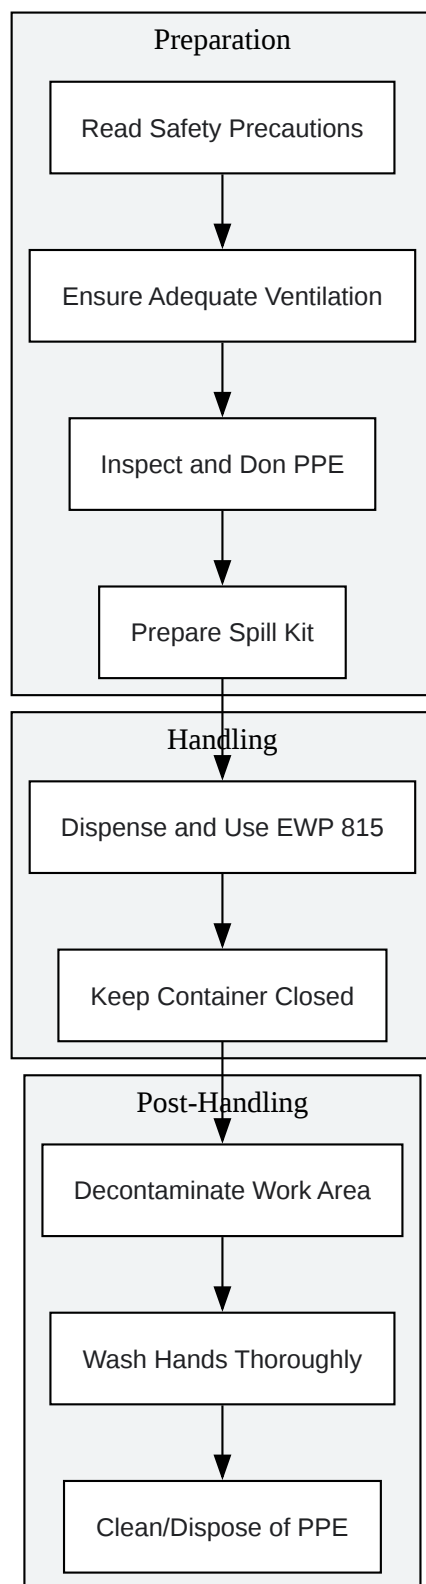 Preparation
Read Safety Precautions
Ensure Adequate Ventilation
Inspect and Don PPE
Prepare Spill Kit
Handling
Dispense and Use EWP 815
Keep Container Closed
Post-Handling
Decontaminate Work Area
Wash Hands Thoroughly
Clean/Dispose of PPE